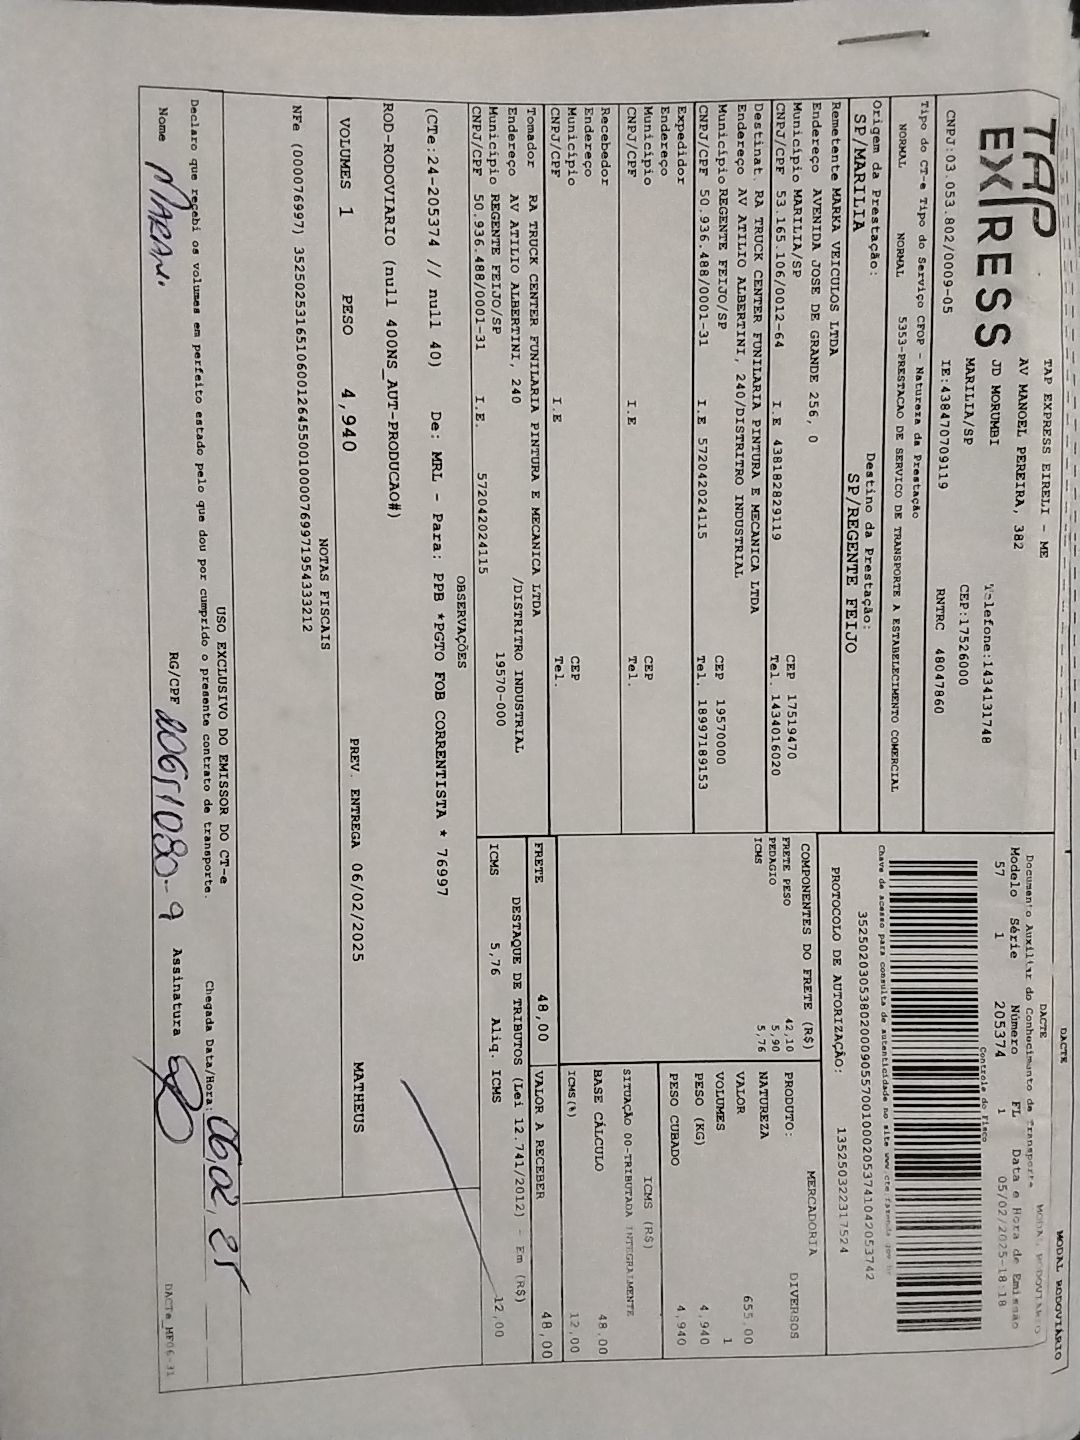 DACTE MODAL RODOVIÁRIO
TAP EXPRESS
TAP EXPRESS EIRELI - ME
AV MANOEL PEREIRA, 382
JD MORUMBI
MARILIA/SP
Telefone:1434131748
CEP:17526000
CNPJ:03.053.802/0009-05 IE:438470709119 RNTRC 48047860
DACTE
Documento Auxiliar do Conhecimento de Transporte
Modelo Série Número FL Data e Hora de Emissão
57 1 205374 1 05/02/2025-18:18
Controle do Fisco
Chave de acesso para consulta de autenticidade no site www.cte.fazenda.gov.br
35250203053802000905570010002053741042053742
PROTOCOLO DE AUTORIZAÇÃO: 135250322317524
Tipo do CT-e Tipo do Serviço CFOP - Natureza da Prestação
NORMAL NORMAL 5353-PRESTACAO DE SERVICO DE TRANSPORTE A ESTABELECIMENTO COMERCIAL
Origem da Prestação: Destino da Prestação:
SP/MARILIA SP/REGENTE FEIJO
Remetente MARKA VEICULOS LTDA
Endereço AVENIDA JOSE DE GRANDE 256, 0
Município MARILIA/SP CEP 17519470
CNPJ/CPF 53.165.106/0012-64 I.E 438182829119 Tel. 1434016020
Destinat. RA TRUCK CENTER FUNILARIA PINTURA E MECANICA LTDA
Endereço AV ATILIO ALBERTINI, 240/DISTRITRO INDUSTRIAL
Município REGENTE FEIJO/SP CEP 19570000
CNPJ/CPF 50.936.488/0001-31 I.E 572042024115 Tel. 18997189153
Expedidor
Endereço
Município CEP
CNPJ/CPF I.E Tel.
Recebedor
Endereço
Município CEP
CNPJ/CPF I.E Tel.
Tomador RA TRUCK CENTER FUNILARIA PINTURA E MECANICA LTDA
Endereço AV ATILIO ALBERTINI, 240 /DISTRITRO INDUSTRIAL
Município REGENTE FEIJO/SP 19570-000
CNPJ/CPF 50.936.488/0001-31 I.E. 572042024115
COMPONENTES DO FRETE (R$)
FRETE PESO 42,10
PEDAGIO 5,90
ICMS 5,76
MERCADORIA
PRODUTO: DIVERSOS
NATUREZA
VALOR 655,00
VOLUMES 1
PESO (KG) 4,940
PESO CUBADO 4,940
ICMS (R$)
SITUAÇÃO 00-TRIBUTADA INTEGRALMENTE
BASE CÁLCULO 48,00
ICMS(%) 12,00
FRETE 48,00 VALOR A RECEBER 48,00
DESTAQUE DE TRIBUTOS (Lei 12.741/2012) - Em (R$)
ICMS 5,76 Aliq. ICMS 12,00
OBSERVAÇÕES
(CTe:24-205374 // null 40) De: MRL - Para: PPB *PGTO FOB CORRENTISTA * 76997
ROD-RODOVIARIO (null 400NS_AUT-PRODUCAO#)
VOLUMES 1 PESO 4,940 PREV. ENTREGA 06/02/2025 MATHEUS
NOTAS FISCAIS
NFe (000076997) 35250253165106001264550010000769971954333212
USO EXCLUSIVO DO EMISSOR DO CT-e
Declaro que recebi os volumes em perfeito estado pelo que dou por cumprido o presente contrato de transporte.
Chegada Data/Hora: 06,02,25
Nome RG/CPF Assinatura
DACTe_MF06-31